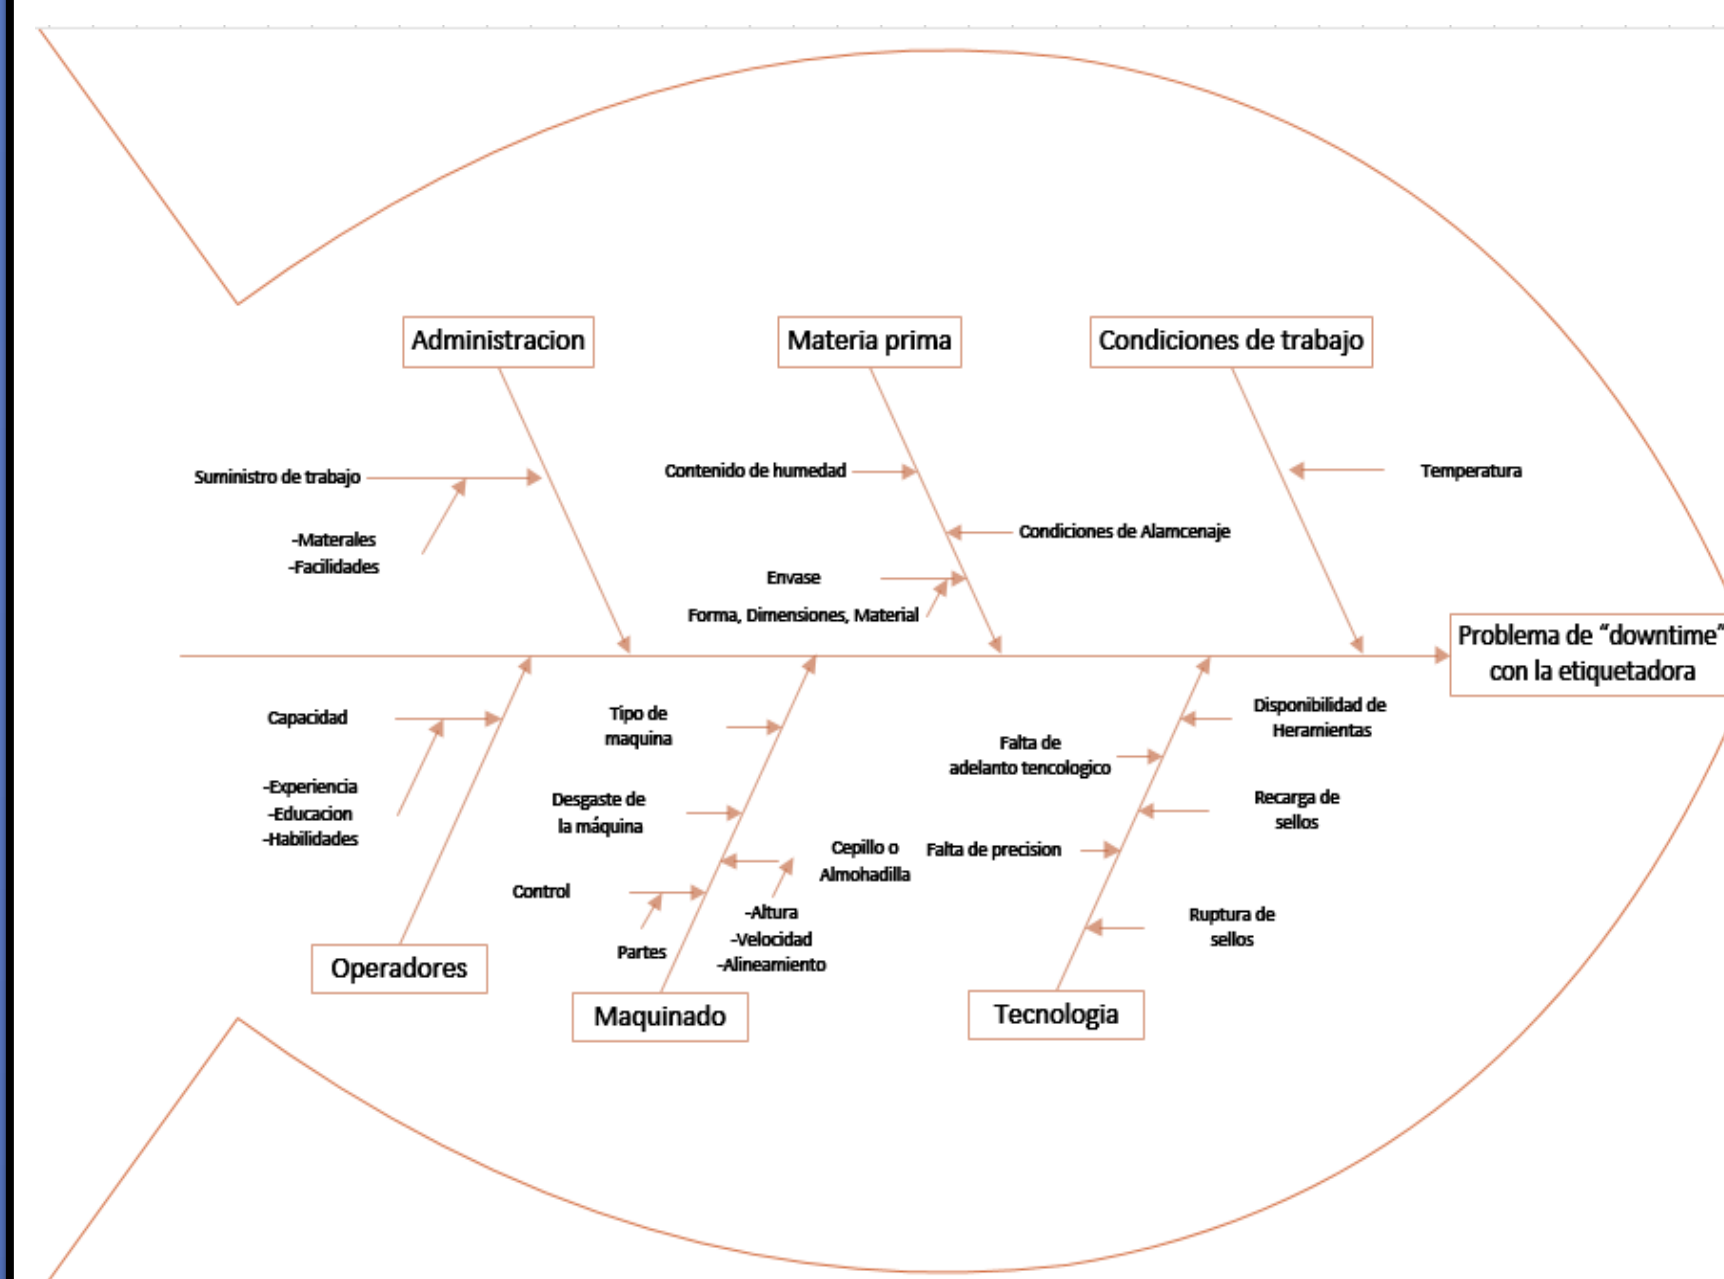 Administracion
Materia prima
Condiciones de trabajo
Suministro de trabajo
-Materales
-Facilidades
Contenido de humedad
Condiciones de Alamcenaje
Envase
Forma, Dimensiones, Material
Temperatura
Problema de “downtime”
con la etiquetadora
Capacidad
-Experiencia
-Educacion
-Habilidades
Operadores
Tipo de
maquina
Desgaste de
la máquina
Control
Partes
Cepillo o
Almohadilla
-Altura
-Velocidad
-Alineamiento
Maquinado
Falta de
adelanto tencologico
Falta de precision
Disponibilidad de
Heramientas
Recarga de
sellos
Ruptura de
sellos
Tecnologia